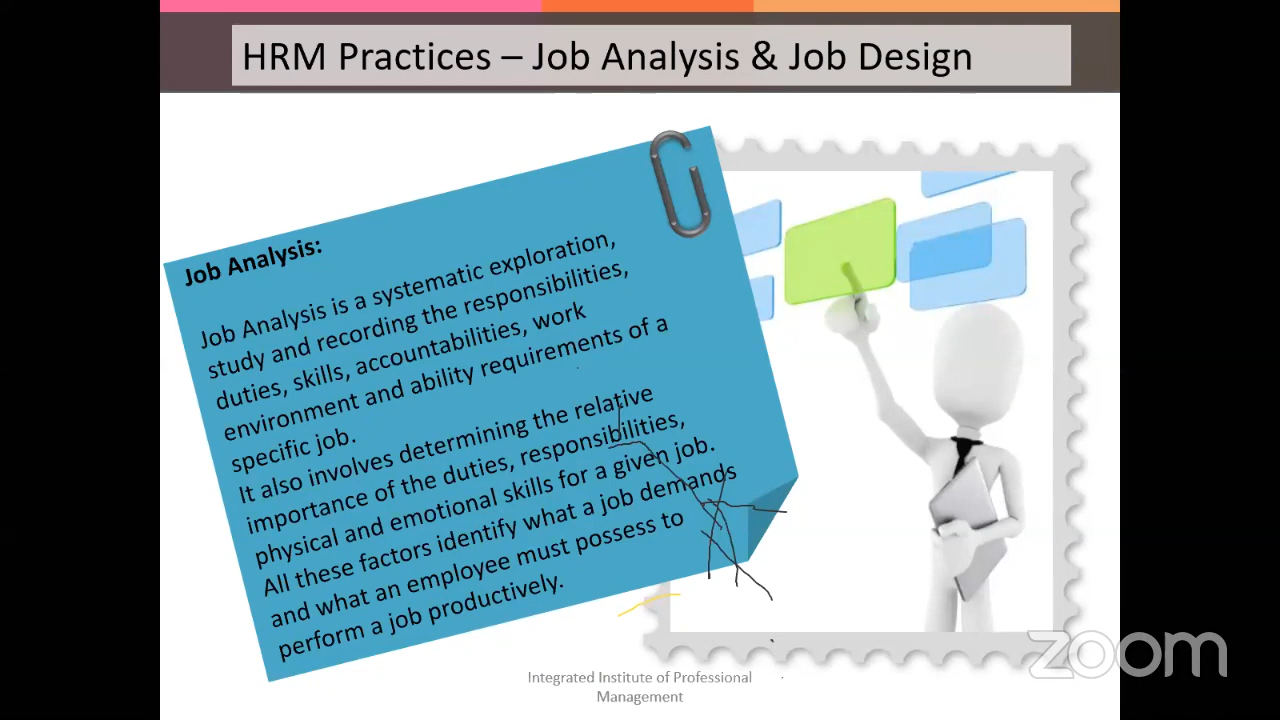 HRM Practices – Job Analysis & Job Design
Job Analysis:
Job Analysis is a systematic exploration,
study and recording the responsibilities,
duties, skills, accountabilities, work
environment and ability requirements of a
specific job.
It also involves determining the relative
importance of the duties, responsibilities,
physical and emotional skills for a given job.
All these factors identify what a job demands
and what an employee must possess to
perform a job productively.
Integrated Institute of Professional
Management
zoom